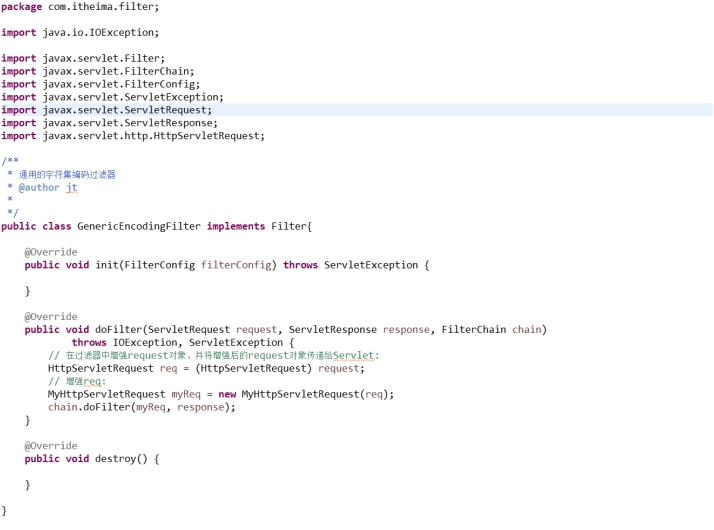 package com.itheima.filter;
import java.io.IOException;
import javax.servlet.Filter;
import javax.servlet.FilterChain;
import javax.servlet.FilterConfig;
import javax.servlet.ServletException;
import javax.servlet.ServletRequest;
import javax.servlet.ServletResponse;
import javax.servlet.http.HttpServletRequest;
/**
 * 通用的字符集编码过滤器
 * @author jt
 *
 */
public class GenericEncodingFilter implements Filter{
    @Override
    public void init(FilterConfig filterConfig) throws ServletException {
    }
    @Override
    public void doFilter(ServletRequest request, ServletResponse response, FilterChain chain)
            throws IOException, ServletException {
        // 在过滤器中增强request对象，并将增强后的request对象传递给Servlet:
        HttpServletRequest req = (HttpServletRequest) request;
        // 增强req:
        MyHttpServletRequest myReq = new MyHttpServletRequest(req);
        chain.doFilter(myReq, response);
    }
    @Override
    public void destroy() {
    }
}